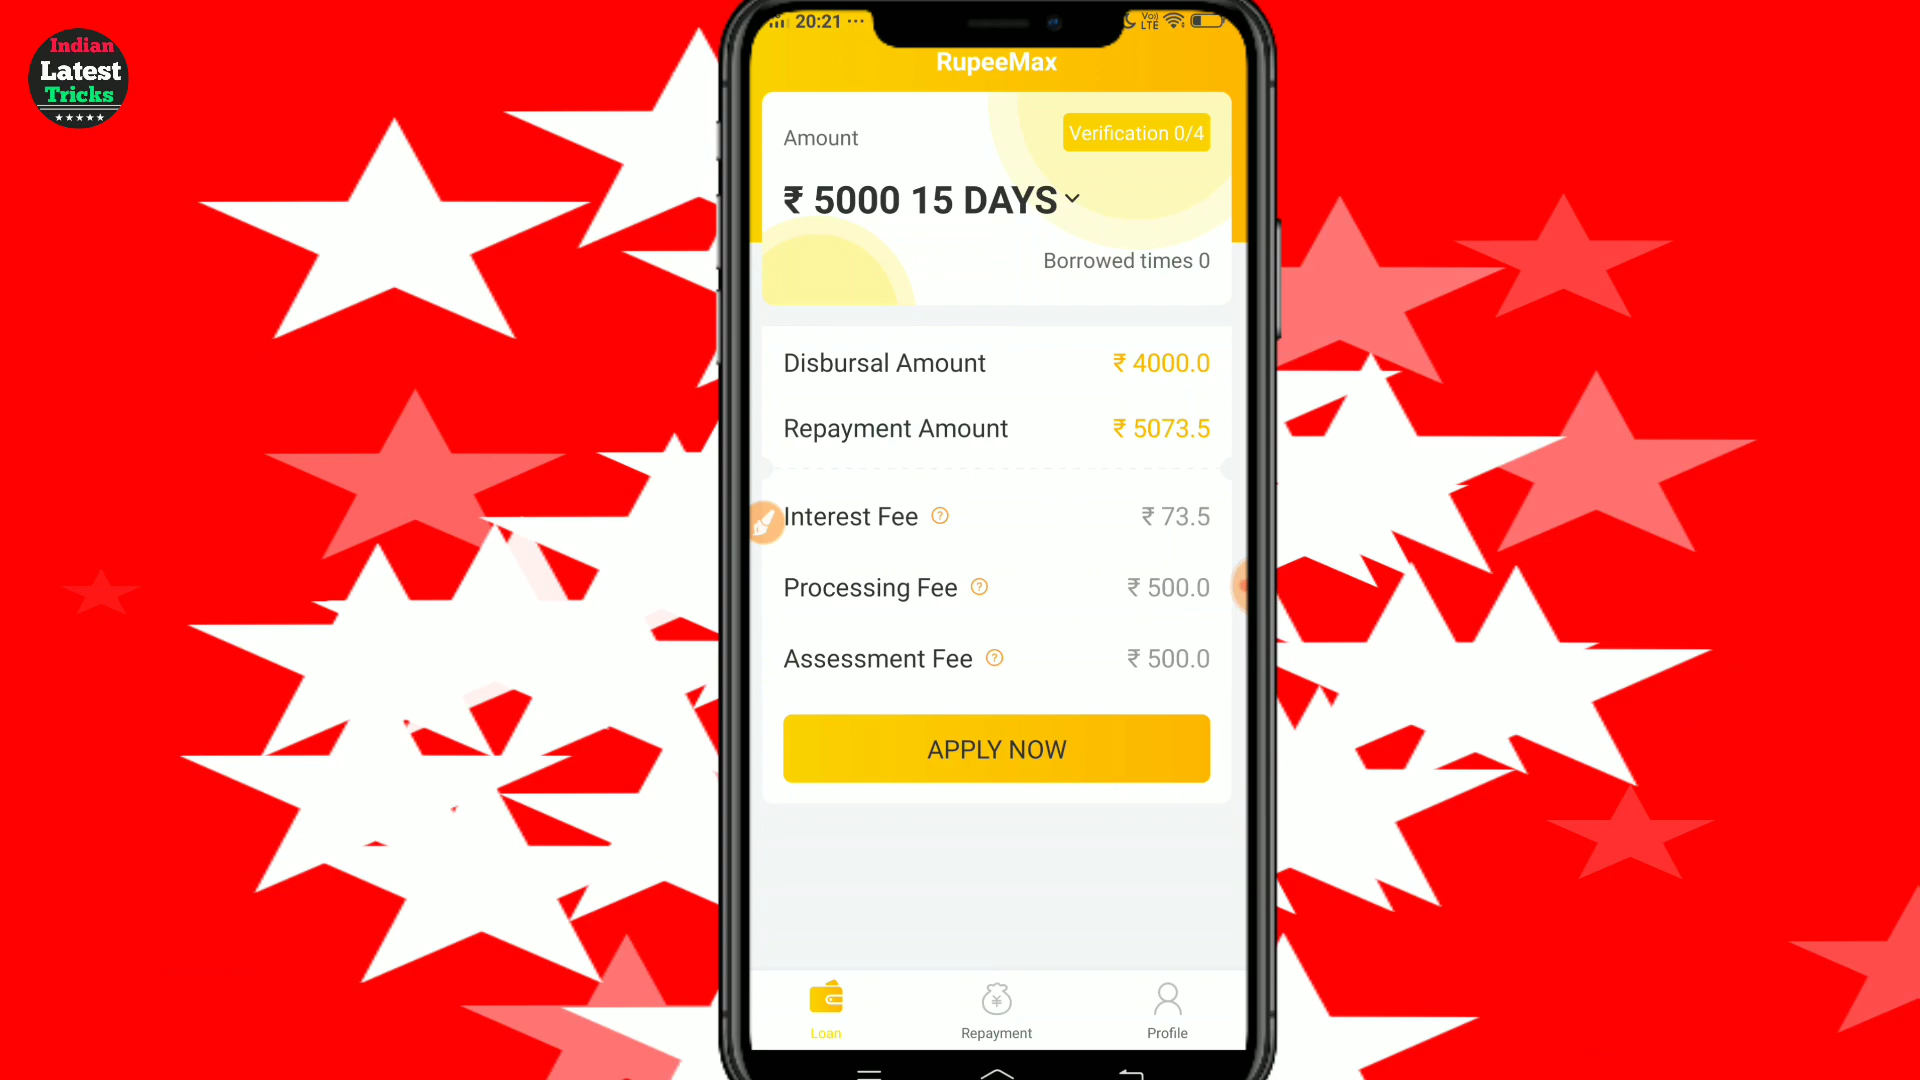 Indian
Latest
Tricks
20:21 ...
Vo)) LTE
RupeeMax
Amount
Verification 0/4
₹ 5000 15 DAYS
Borrowed times 0
Disbursal Amount ₹ 4000.0
Repayment Amount ₹ 5073.5
Interest Fee ? ₹ 73.5
Processing Fee ? ₹ 500.0
Assessment Fee ? ₹ 500.0
APPLY NOW
Loan
Repayment
Profile